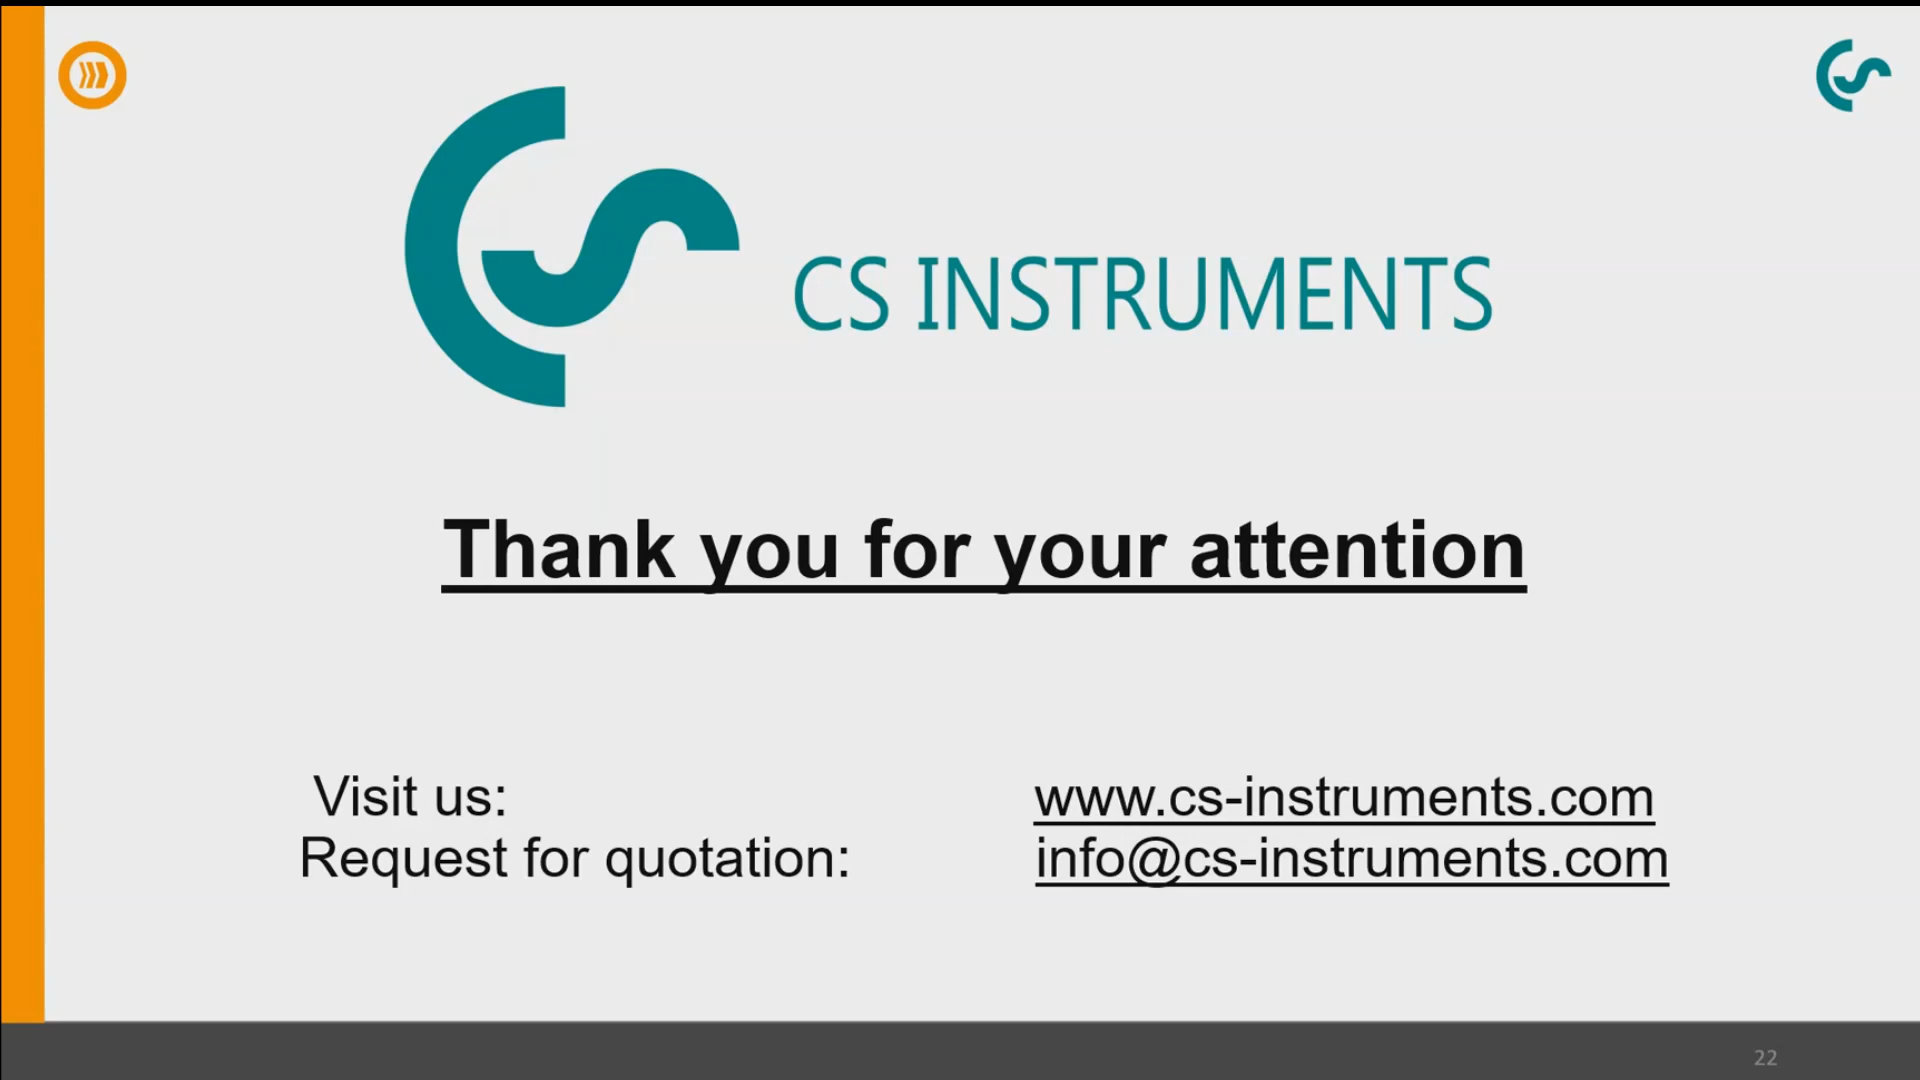 CS INSTRUMENTS
Thank you for your attention
Visit us: www.cs-instruments.com
Request for quotation: info@cs-instruments.com
22